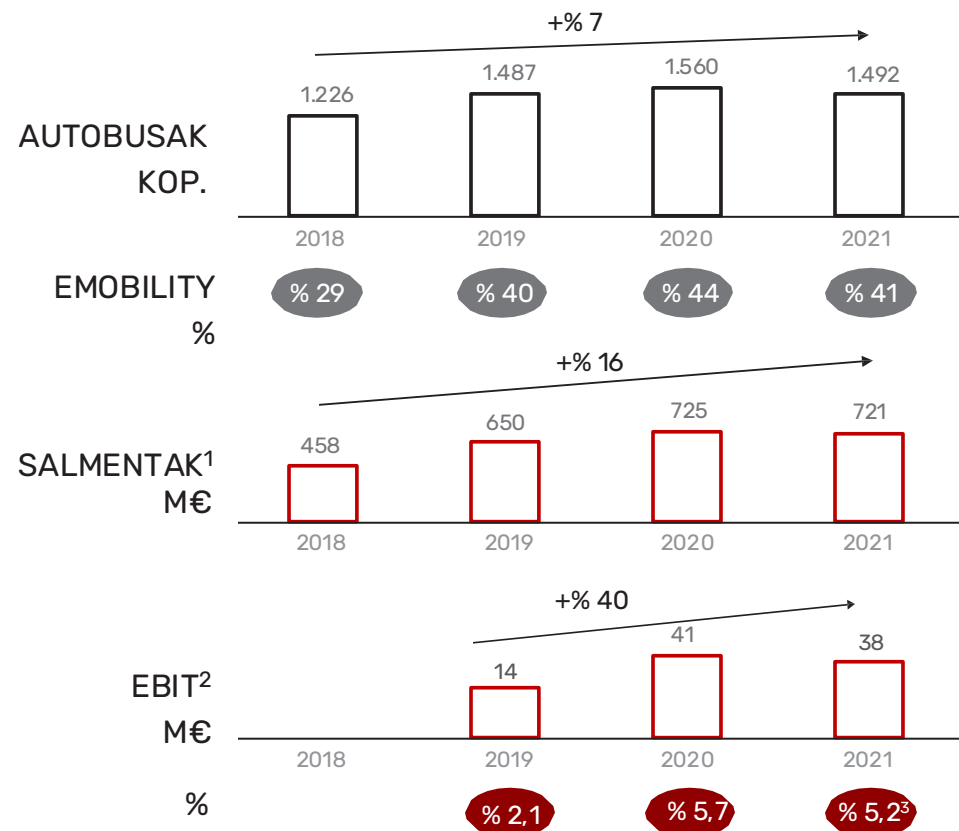 +% 7
1.226 1.487 1.560 1.492
AUTOBUSAK
KOP.
2018 2019 2020 2021
EMOBILITY
%
% 29 % 40 % 44 % 41
+% 16
458 650 725 721
SALMENTAK¹
M€
2018 2019 2020 2021
+% 40
14 41 38
EBIT²
M€
2018 2019 2020 2021
%
% 2,1 % 5,7 % 5,2³